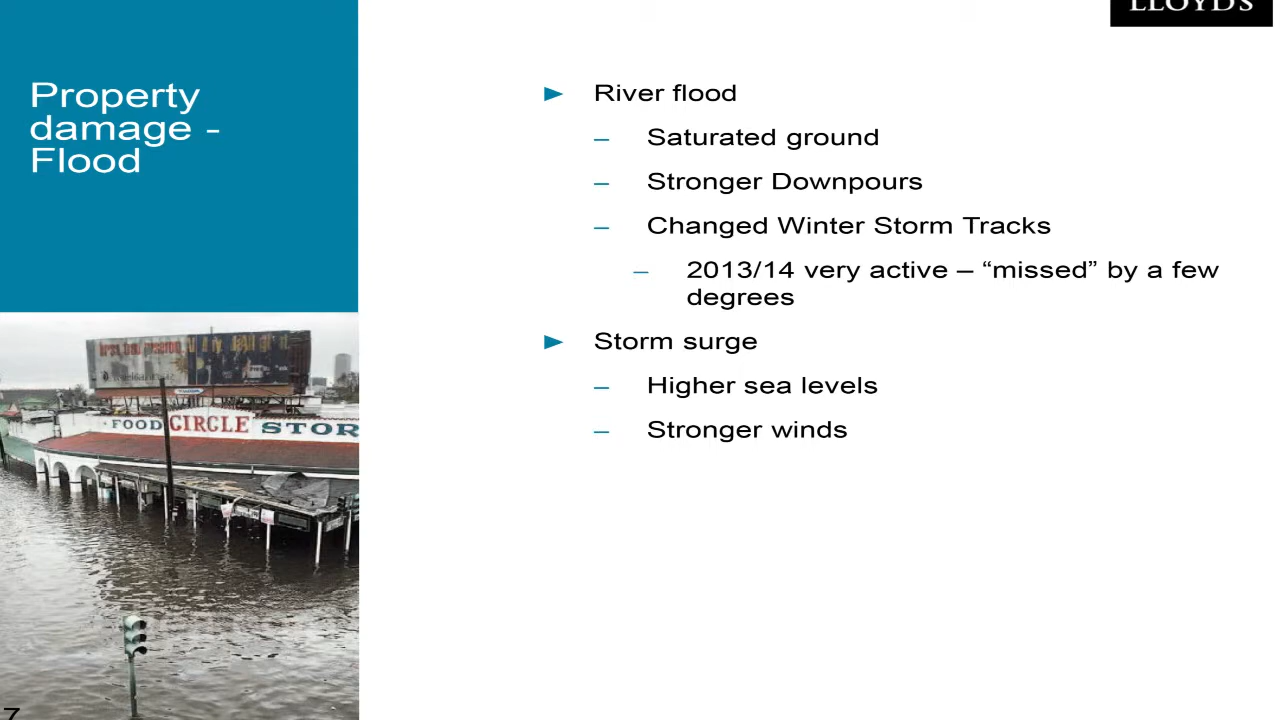 LLOYD'S
Property
damage -
Flood
► River flood
– Saturated ground
– Stronger Downpours
– Changed Winter Storm Tracks
– 2013/14 very active – “missed” by a few
degrees
► Storm surge
– Higher sea levels
– Stronger winds
FOOD CIRCLE STOR
7